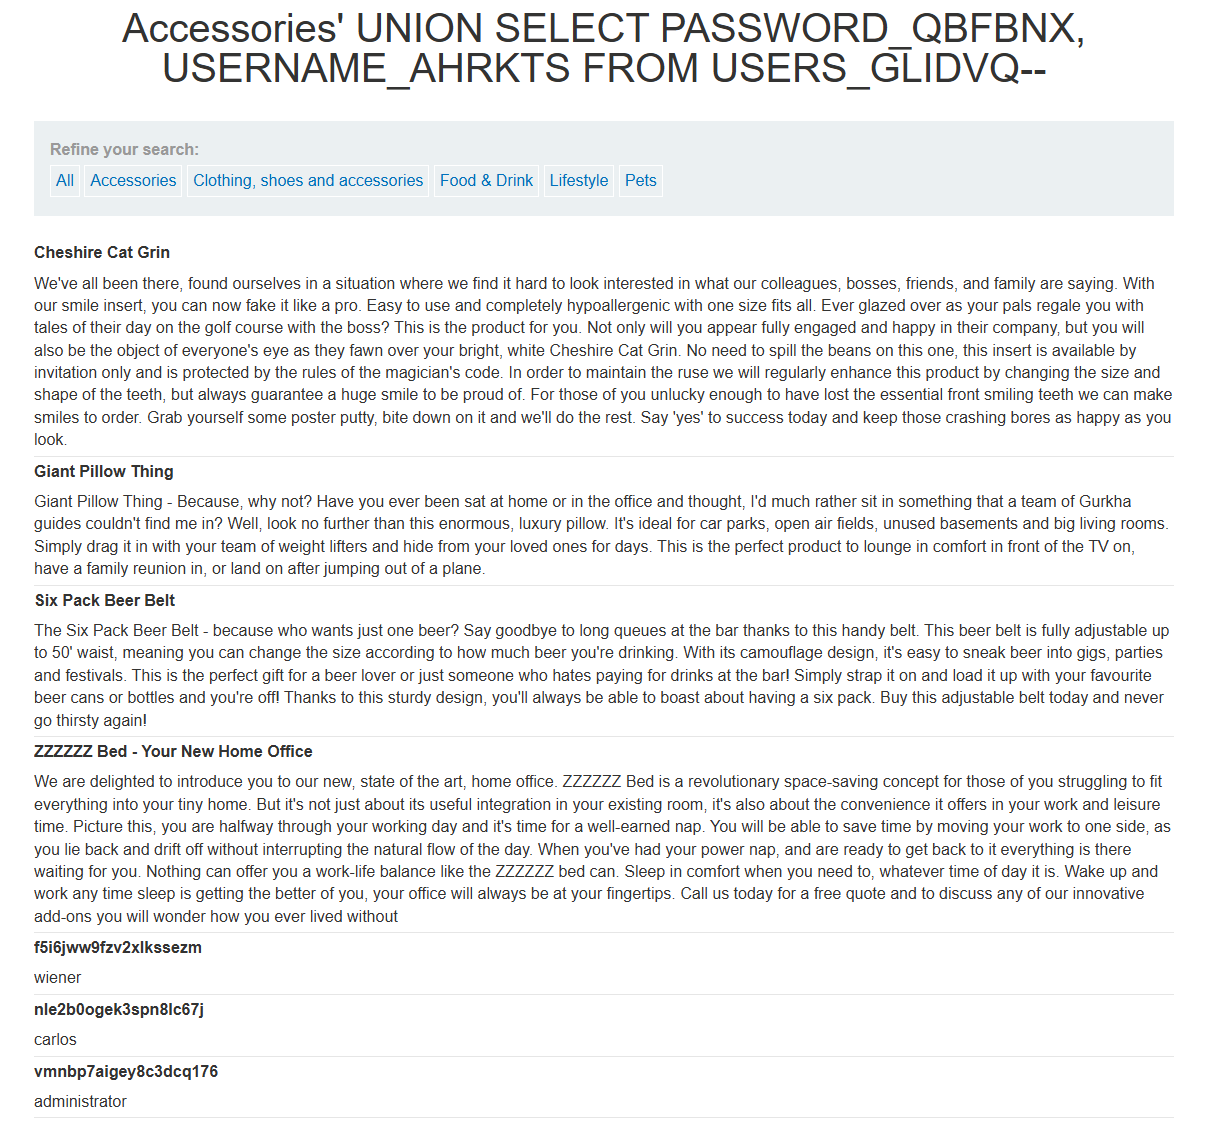 Accessories' UNION SELECT PASSWORD_QBFBNX,
USERNAME_AHRKTS FROM USERS_GLIDVQ--
Refine your search:
All Accessories Clothing, shoes and accessories Food & Drink Lifestyle Pets
Cheshire Cat Grin
We've all been there, found ourselves in a situation where we find it hard to look interested in what our colleagues, bosses, friends, and family are saying. With
our smile insert, you can now fake it like a pro. Easy to use and completely hypoallergenic with one size fits all. Ever glazed over as your pals regale you with
tales of their day on the golf course with the boss? This is the product for you. Not only will you appear fully engaged and happy in their company, but you will
also be the object of everyone's eye as they fawn over your bright, white Cheshire Cat Grin. No need to spill the beans on this one, this insert is available by
invitation only and is protected by the rules of the magician's code. In order to maintain the ruse we will regularly enhance this product by changing the size and
shape of the teeth, but always guarantee a huge smile to be proud of. For those of you unlucky enough to have lost the essential front smiling teeth we can make
smiles to order. Grab yourself some poster putty, bite down on it and we'll do the rest. Say 'yes' to success today and keep those crashing bores as happy as you
look.
Giant Pillow Thing
Giant Pillow Thing - Because, why not? Have you ever been sat at home or in the office and thought, I'd much rather sit in something that a team of Gurkha
guides couldn't find me in? Well, look no further than this enormous, luxury pillow. It's ideal for car parks, open air fields, unused basements and big living rooms.
Simply drag it in with your team of weight lifters and hide from your loved ones for days. This is the perfect product to lounge in comfort in front of the TV on,
have a family reunion in, or land on after jumping out of a plane.
Six Pack Beer Belt
The Six Pack Beer Belt - because who wants just one beer? Say goodbye to long queues at the bar thanks to this handy belt. This beer belt is fully adjustable up
to 50' waist, meaning you can change the size according to how much beer you're drinking. With its camouflage design, it's easy to sneak beer into gigs, parties
and festivals. This is the perfect gift for a beer lover or just someone who hates paying for drinks at the bar! Simply strap it on and load it up with your favourite
beer cans or bottles and you're off! Thanks to this sturdy design, you'll always be able to boast about having a six pack. Buy this adjustable belt today and never
go thirsty again!
ZZZZZZ Bed - Your New Home Office
We are delighted to introduce you to our new, state of the art, home office. ZZZZZZ Bed is a revolutionary space-saving concept for those of you struggling to fit
everything into your tiny home. But it's not just about its useful integration in your existing room, it's also about the convenience it offers in your work and leisure
time. Picture this, you are halfway through your working day and it's time for a well-earned nap. You will be able to save time by moving your work to one side, as
you lie back and drift off without interrupting the natural flow of the day. When you've had your power nap, and are ready to get back to it everything is there
waiting for you. Nothing can offer you a work-life balance like the ZZZZZZ bed can. Sleep in comfort when you need to, whatever time of day it is. Wake up and
work any time sleep is getting the better of you, your office will always be at your fingertips. Call us today for a free quote and to discuss any of our innovative
add-ons you will wonder how you ever lived without
f5i6jww9fzv2xlkssezm
wiener
nle2b0ogek3spn8lc67j
carlos
vmnbp7aigey8c3dcq176
administrator